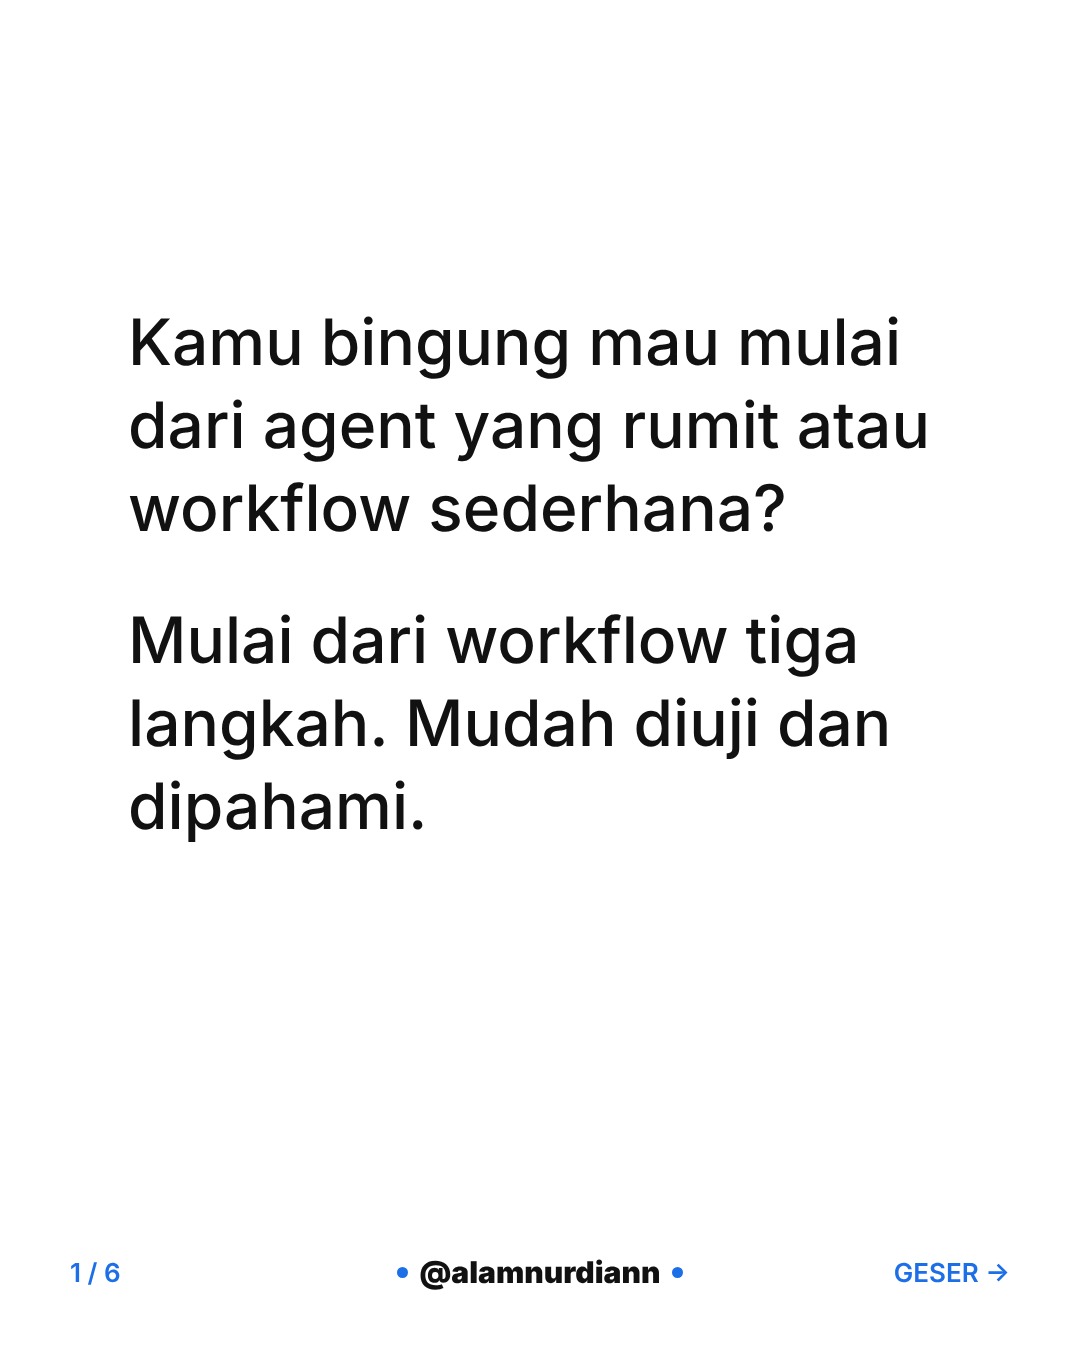 Kamu bingung mau mulai
dari agent yang rumit atau
workflow sederhana?
Mulai dari workflow tiga
langkah. Mudah diuji dan
dipahami.
1 / 6
• @alamnurdiann •
GESER →